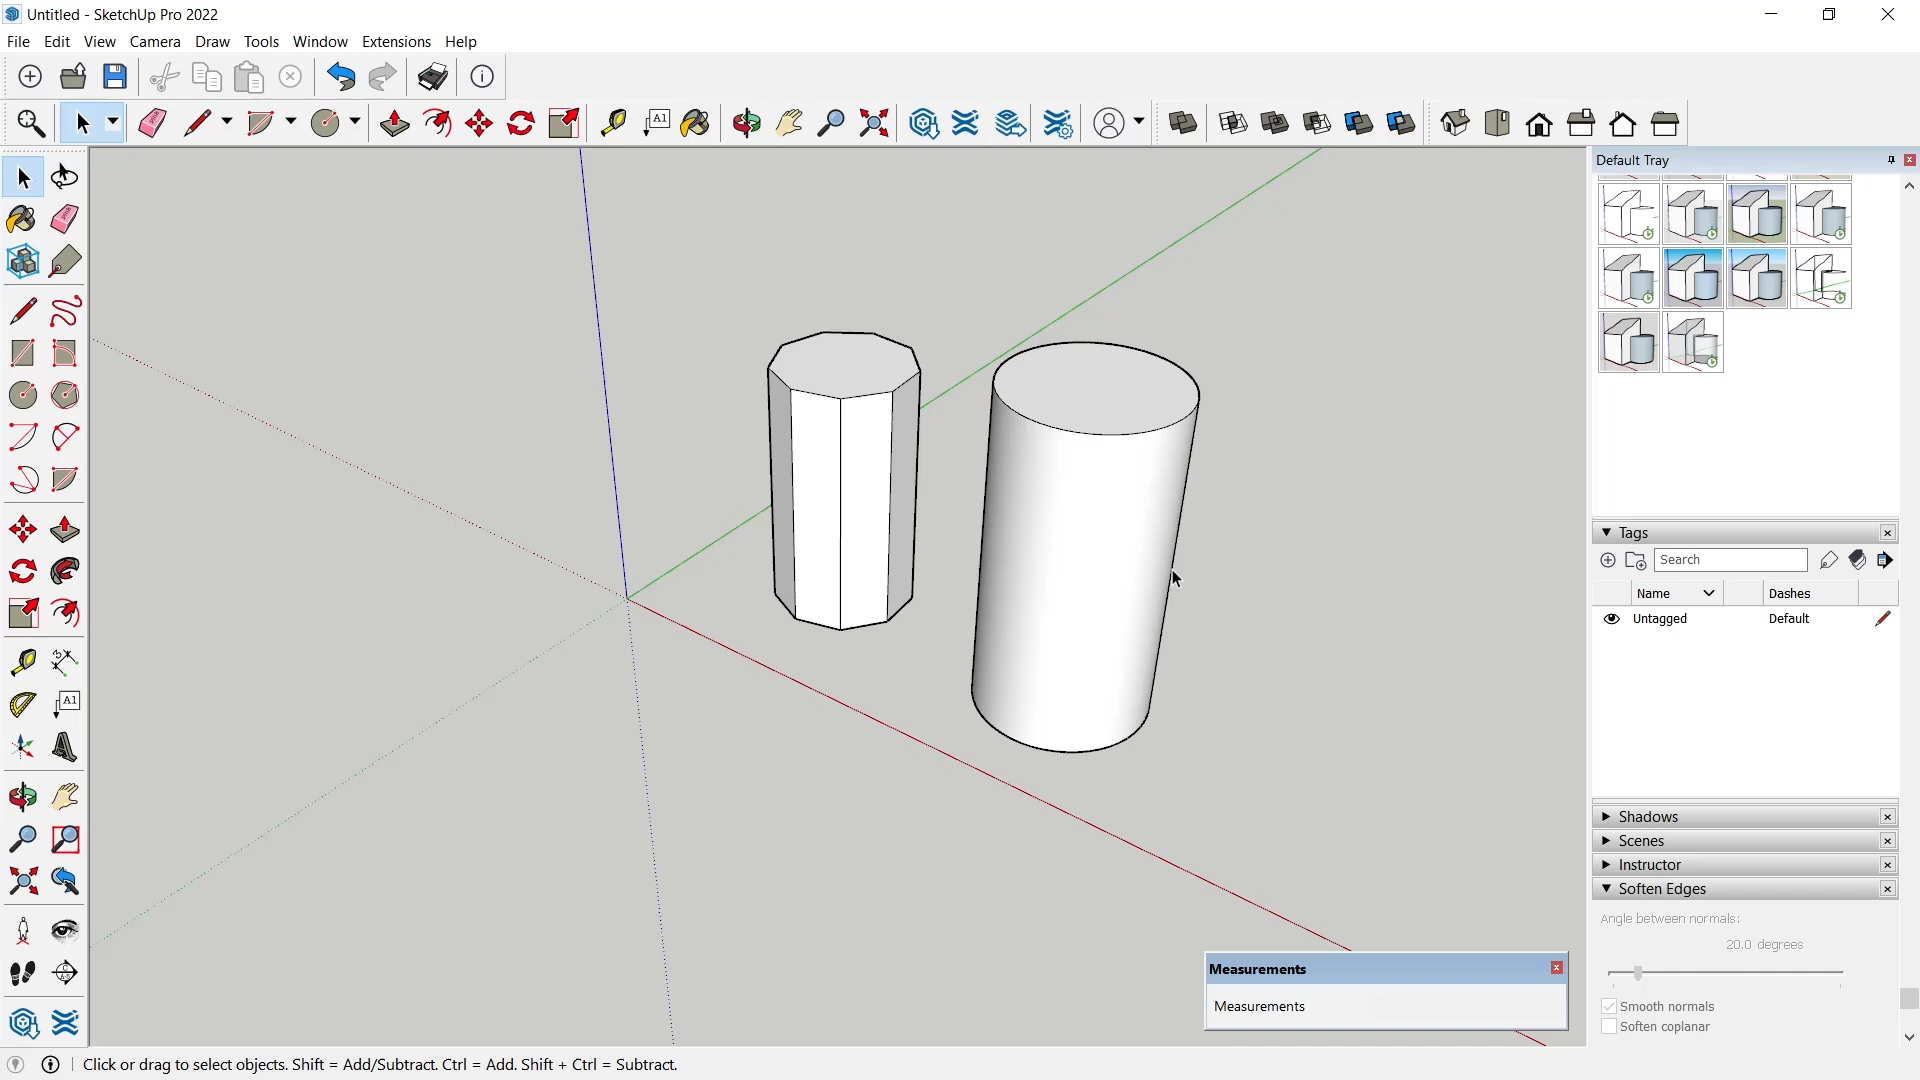 Untitled - SketchUp Pro 2022
File Edit View Camera Draw Tools Window Extensions Help
A1
Default Tray
Tags
Search
Name Dashes
Untagged Default
A1
Shadows
Scenes
Instructor
Soften Edges
Angle between normals:
20.0 degrees
Smooth normals
Soften coplanar
Measurements
Measurements
Click or drag to select objects. Shift = Add/Subtract. Ctrl = Add. Shift + Ctrl = Subtract.